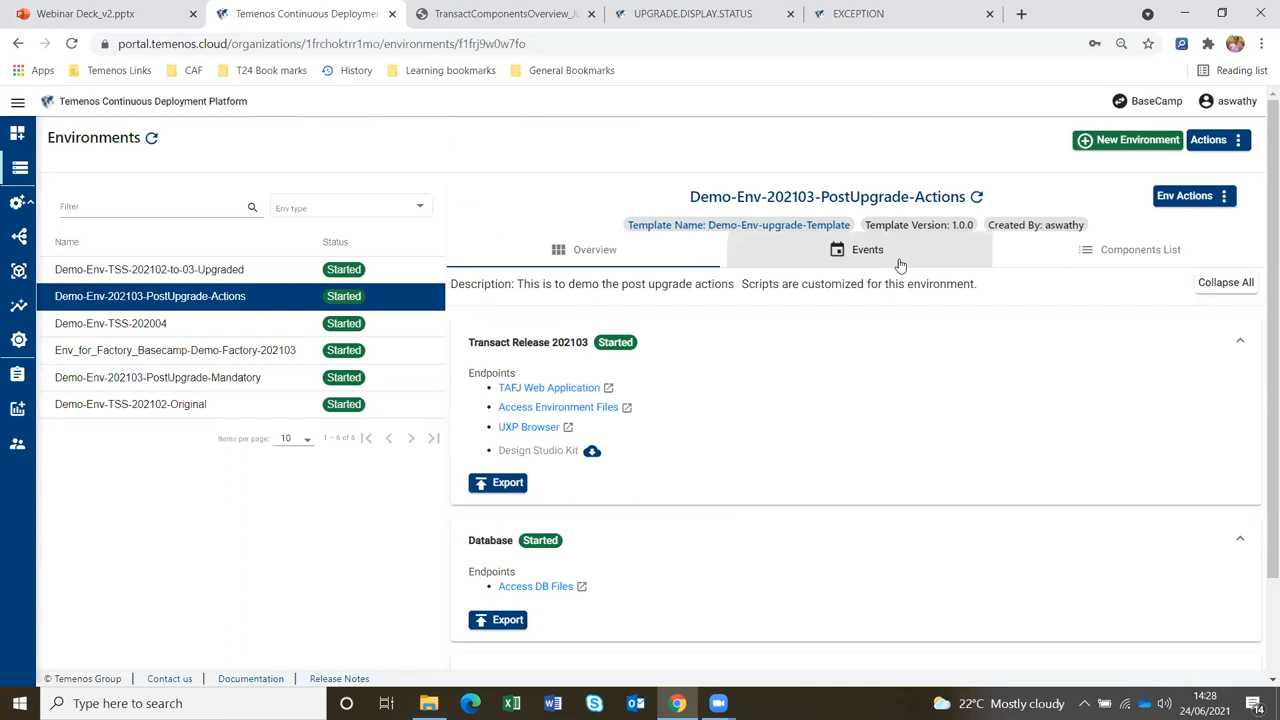 Webinar Deck_v2.pptx
Temenos Continuous Deploymen
TransactComponentsOverview_Ju
UPGRADE.DISPLAY.STATUS
EXCEPTION
portal.temenos.cloud/organizations/1frchoktrr1mo/environments/f1frj9w0w7fo
Apps
Temenos Links
CAF
T24 Book marks
History
Learning bookmarks
General Bookmarks
Reading list
Temenos Continuous Deployment Platform
BaseCamp
aswathy
Environments
New Environment
Actions
Filter
Env type
Name
Status
Demo-Env-TSS-202102-to-03-Upgraded Started
Demo-Env-202103-PostUpgrade-Actions Started
Demo-Env-TSS-202004 Started
Env_for_Factory_Basecamp-Demo-Factory-202103 Started
Demo-Env-202103-PostUpgrade-Mandatory Started
Demo-Env-TSS-202102-Original Started
Items per page: 10 1 – 6 of 6
Demo-Env-202103-PostUpgrade-Actions
Env Actions
Template Name: Demo-Env-upgrade-Template
Template Version: 1.0.0
Created By: aswathy
Overview
Events
Components List
Description: This is to demo the post upgrade actions Scripts are customized for this environment.
Collapse All
Transact Release 202103 Started
Endpoints
• TAFJ Web Application
• Access Environment Files
• UXP Browser
• Design Studio Kit
Export
Database Started
Endpoints
• Access DB Files
Export
© Temenos Group | Contact us | Documentation | Release Notes
Type here to search
22°C Mostly cloudy
14:28
24/06/2021
14